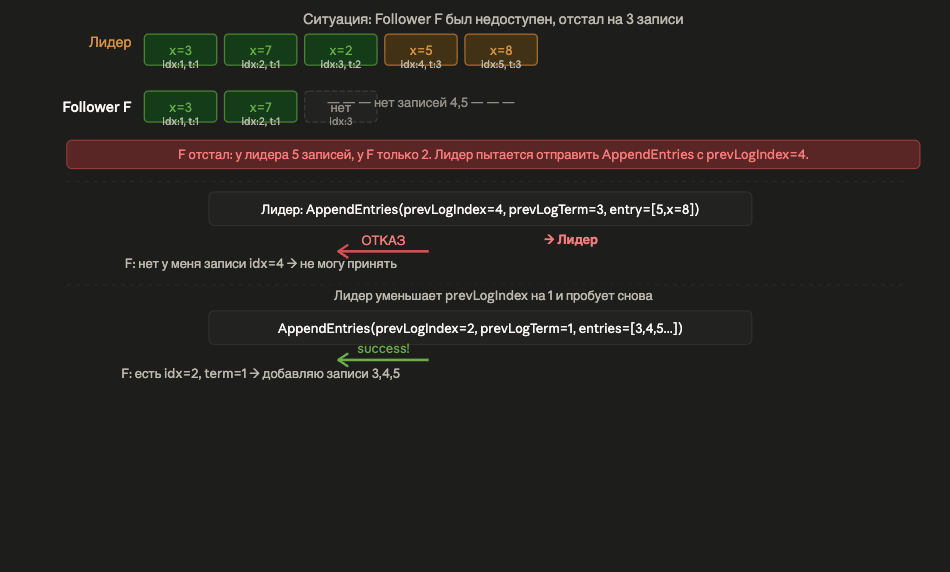 Ситуация: Follower F был недоступен, отстал на 3 записи
Лидер
x=3
idx:1, t:1
x=7
idx:2, t:1
x=2
idx:3, t:2
x=5
idx:4, t:3
x=8
idx:5, t:3
Follower F
x=3
idx:1, t:1
x=7
idx:2, t:1
нет
idx:3
— — — нет записей 4,5 — — —
F отстал: у лидера 5 записей, у F только 2. Лидер пытается отправить AppendEntries с prevLogIndex=4.
Лидер: AppendEntries(prevLogIndex=4, prevLogTerm=3, entry=[5,x=8])
ОТКАЗ
→ Лидер
F: нет у меня записи idx=4 → не могу принять
Лидер уменьшает prevLogIndex на 1 и пробует снова
AppendEntries(prevLogIndex=2, prevLogTerm=1, entries=[3,4,5...])
success!
F: есть idx=2, term=1 → добавляю записи 3,4,5